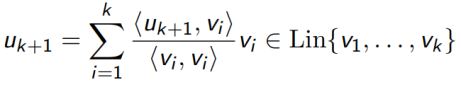 u_{k+1} = \sum_{i=1}^{k} \frac{\langle u_{k+1}, v_i \rangle}{\langle v_i, v_i \rangle} v_i \in \text{Lin}\{v_1, \ldots, v_k\}